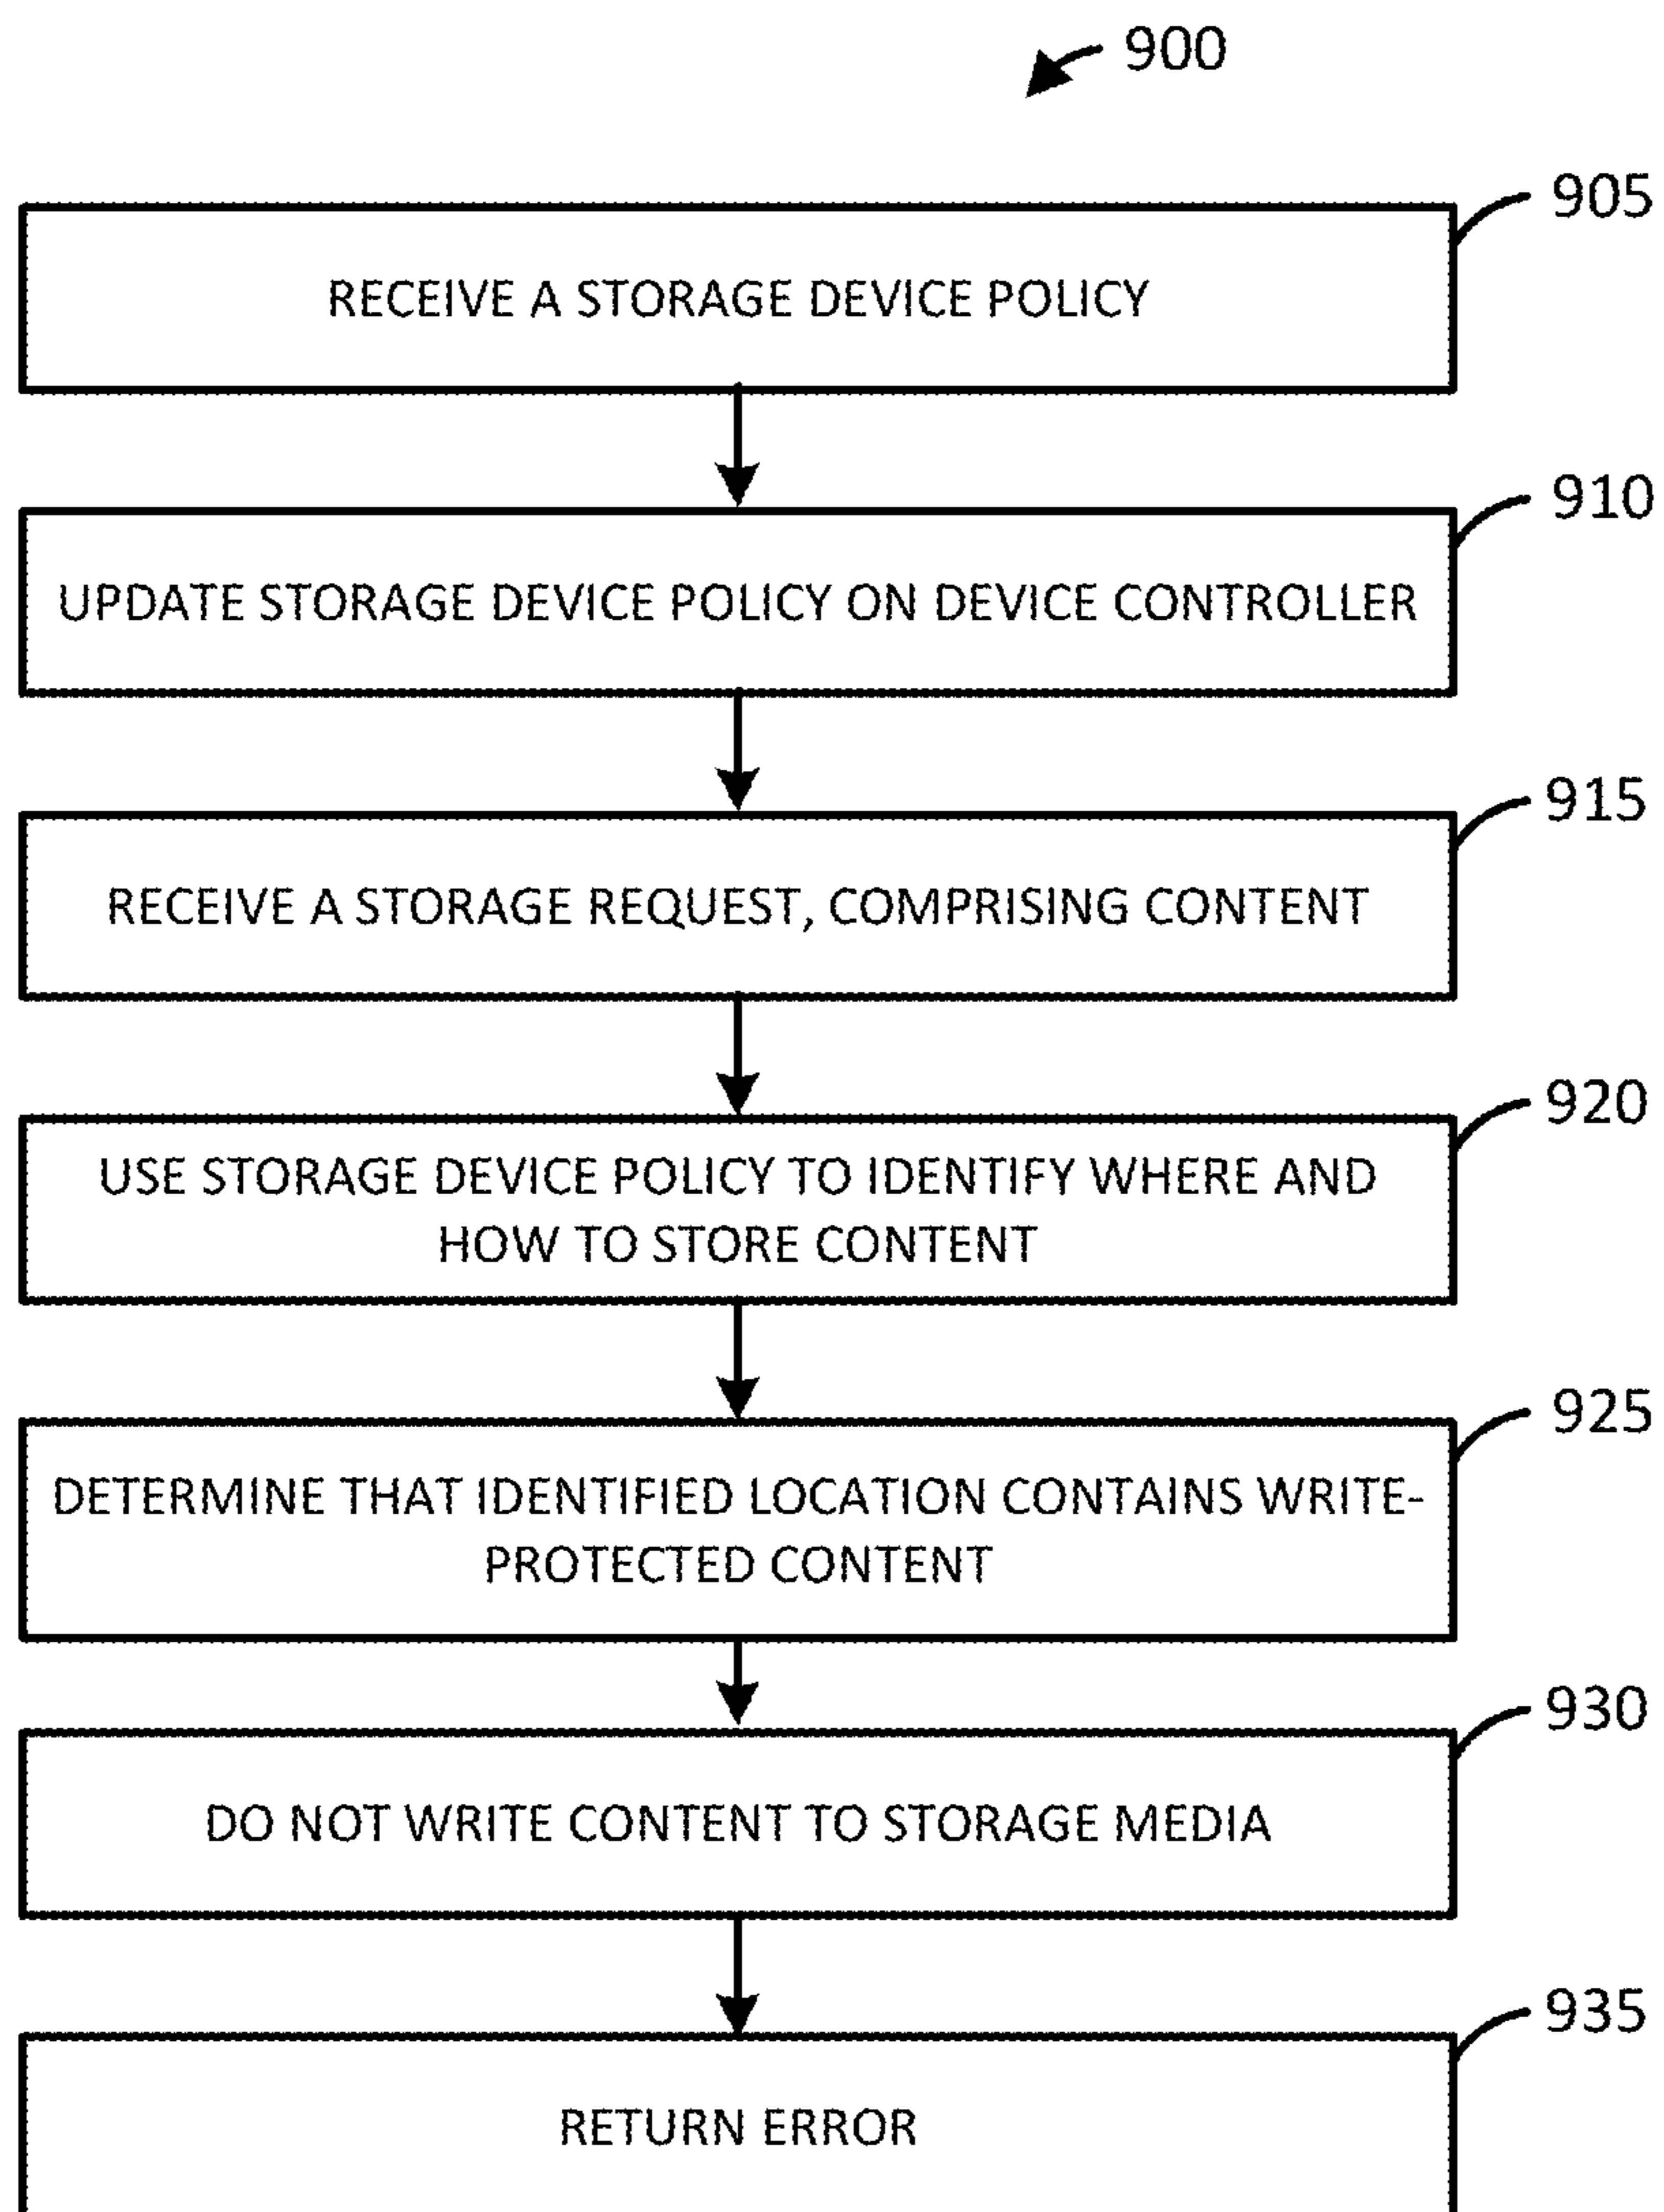 900
905
RECEIVE A STORAGE DEVICE POLICY
910
UPDATE STORAGE DEVICE POLICY ON DEVICE CONTROLLER
915
RECEIVE A STORAGE REQUEST, COMPRISING CONTENT
920
USE STORAGE DEVICE POLICY TO IDENTIFY WHERE AND
HOW TO STORE CONTENT
925
DETERMINE THAT IDENTIFIED LOCATION CONTAINS WRITE-
PROTECTED CONTENT
930
DO NOT WRITE CONTENT TO STORAGE MEDIA
935
RETURN ERROR